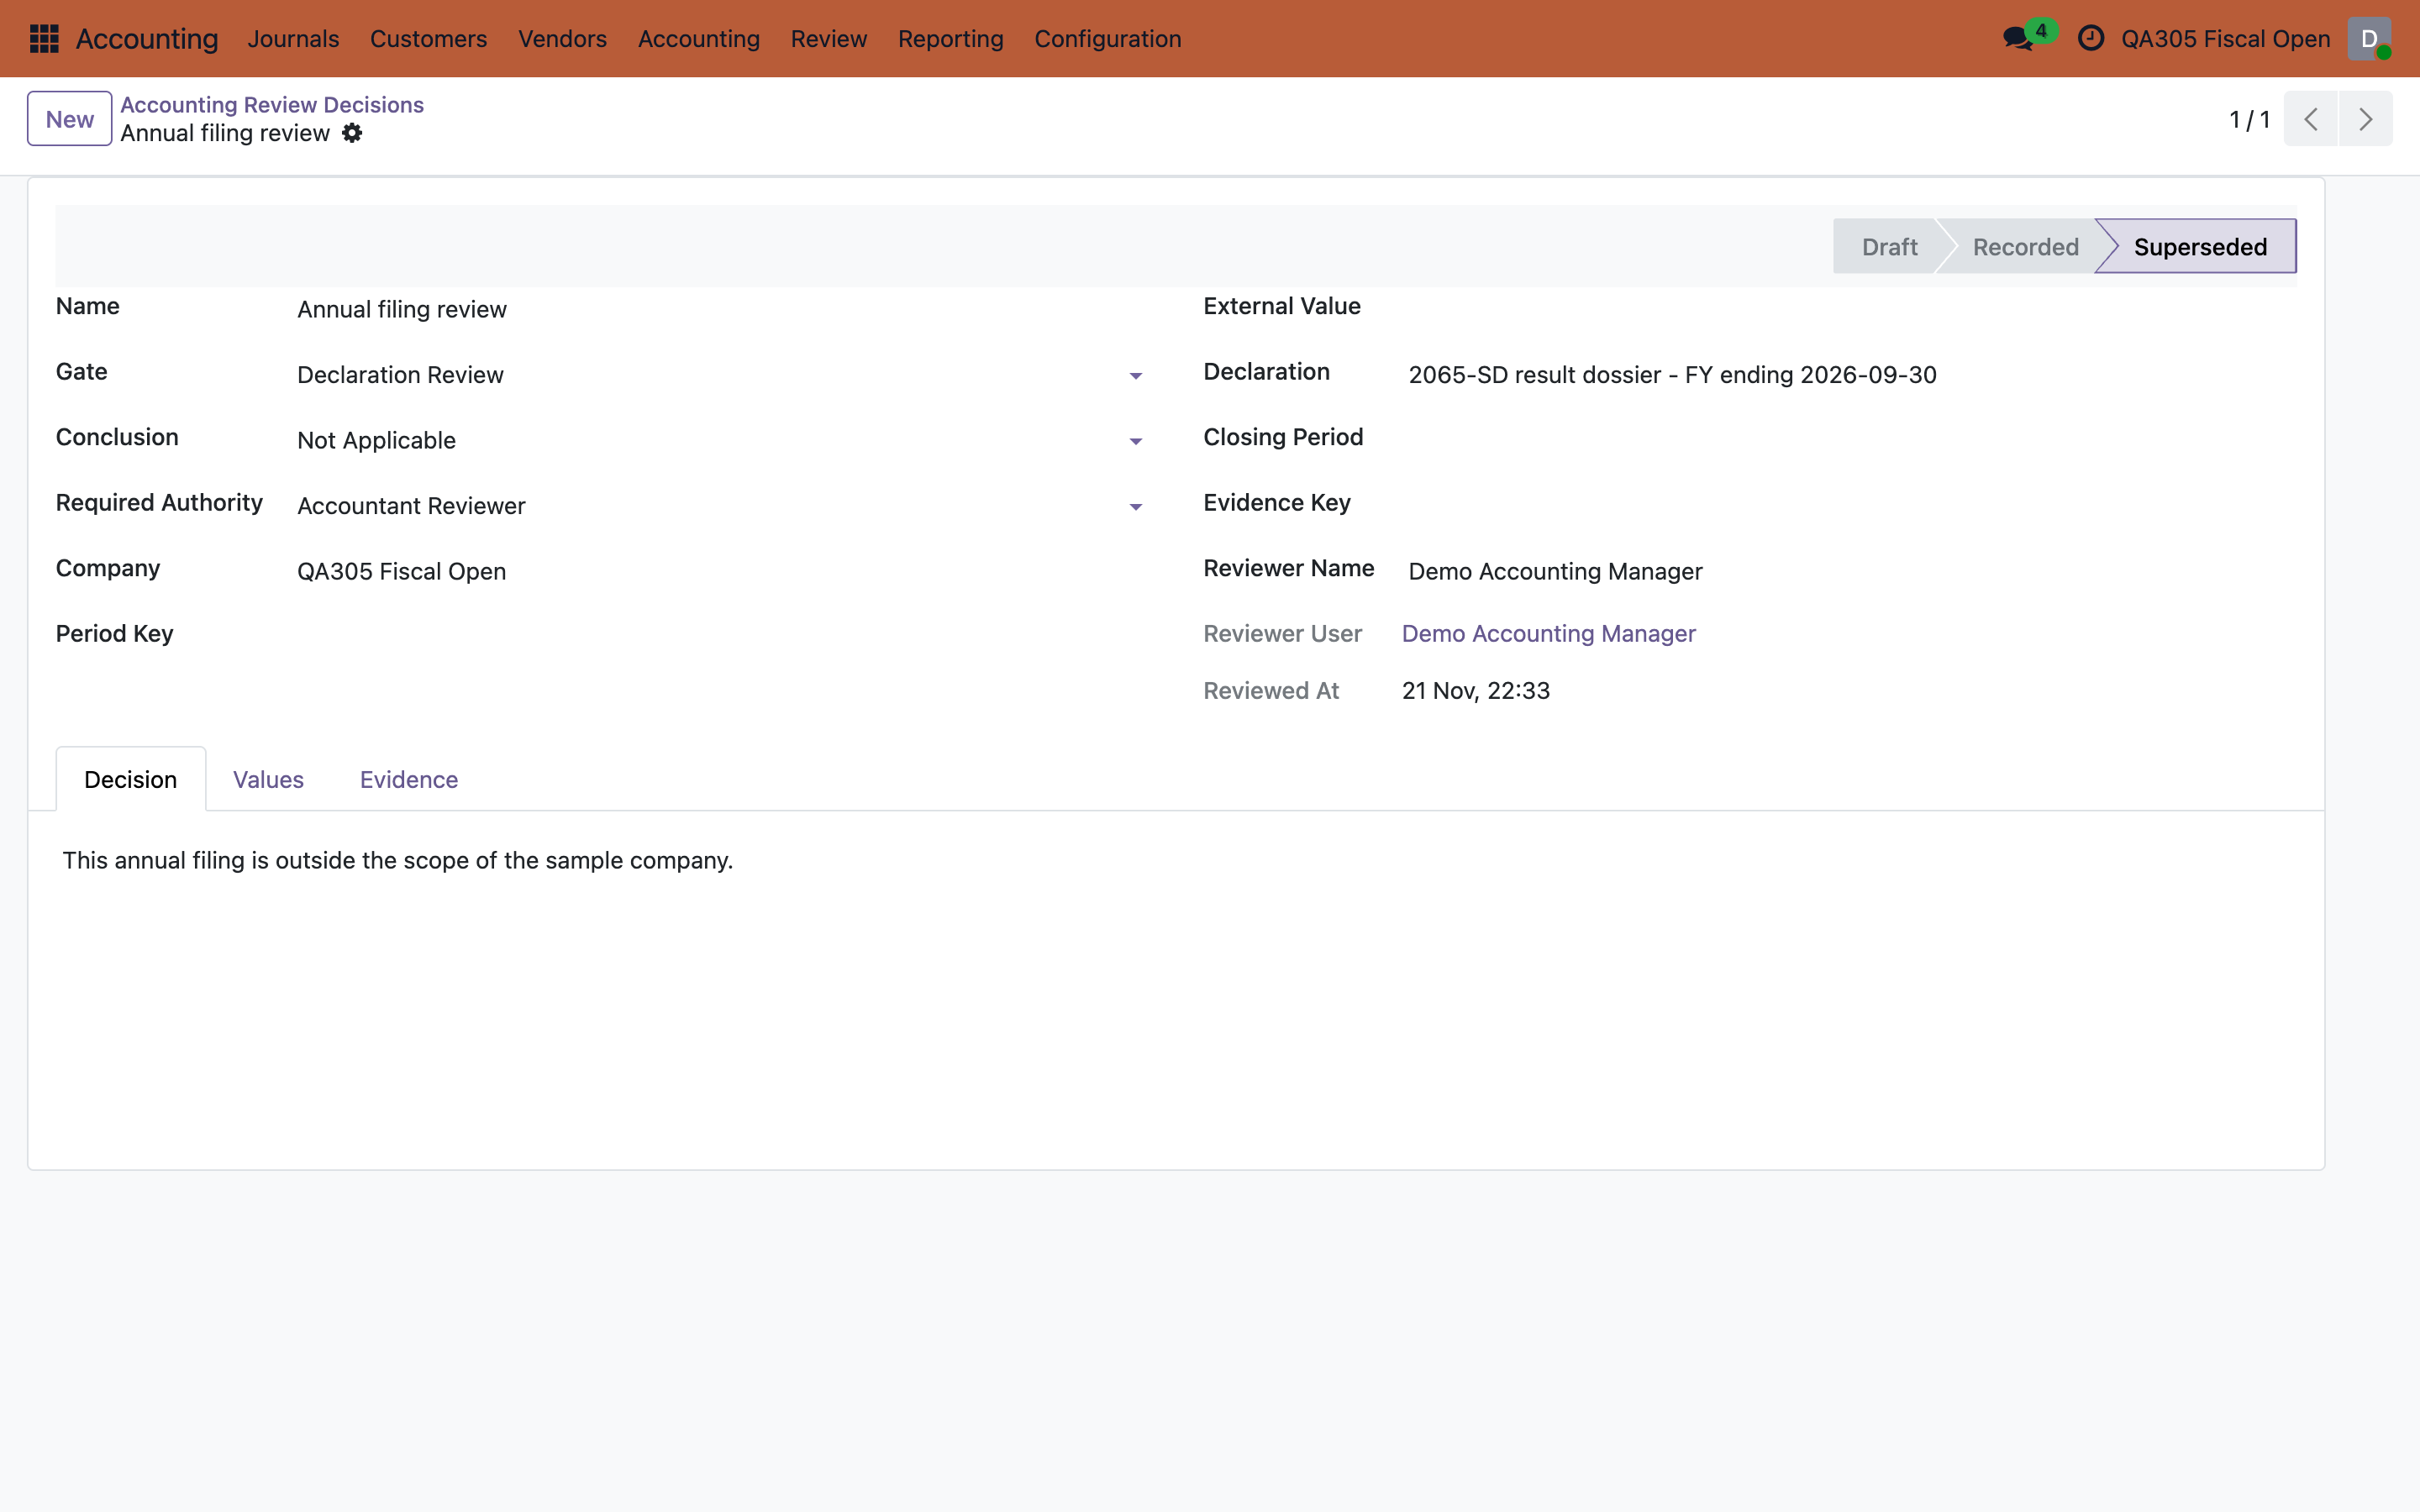 Accounting Journals Customers Vendors Accounting Review Reporting Configuration 4 QA305 Fiscal Open D
New Accounting Review Decisions
Annual filing review
1 / 1
Draft Recorded Superseded
Name Annual filing review
Gate Declaration Review
Conclusion Not Applicable
Required Authority Accountant Reviewer
Company QA305 Fiscal Open
Period Key
External Value
Declaration 2065-SD result dossier - FY ending 2026-09-30
Closing Period
Evidence Key
Reviewer Name Demo Accounting Manager
Reviewer User Demo Accounting Manager
Reviewed At 21 Nov, 22:33
Decision Values Evidence
This annual filing is outside the scope of the sample company.